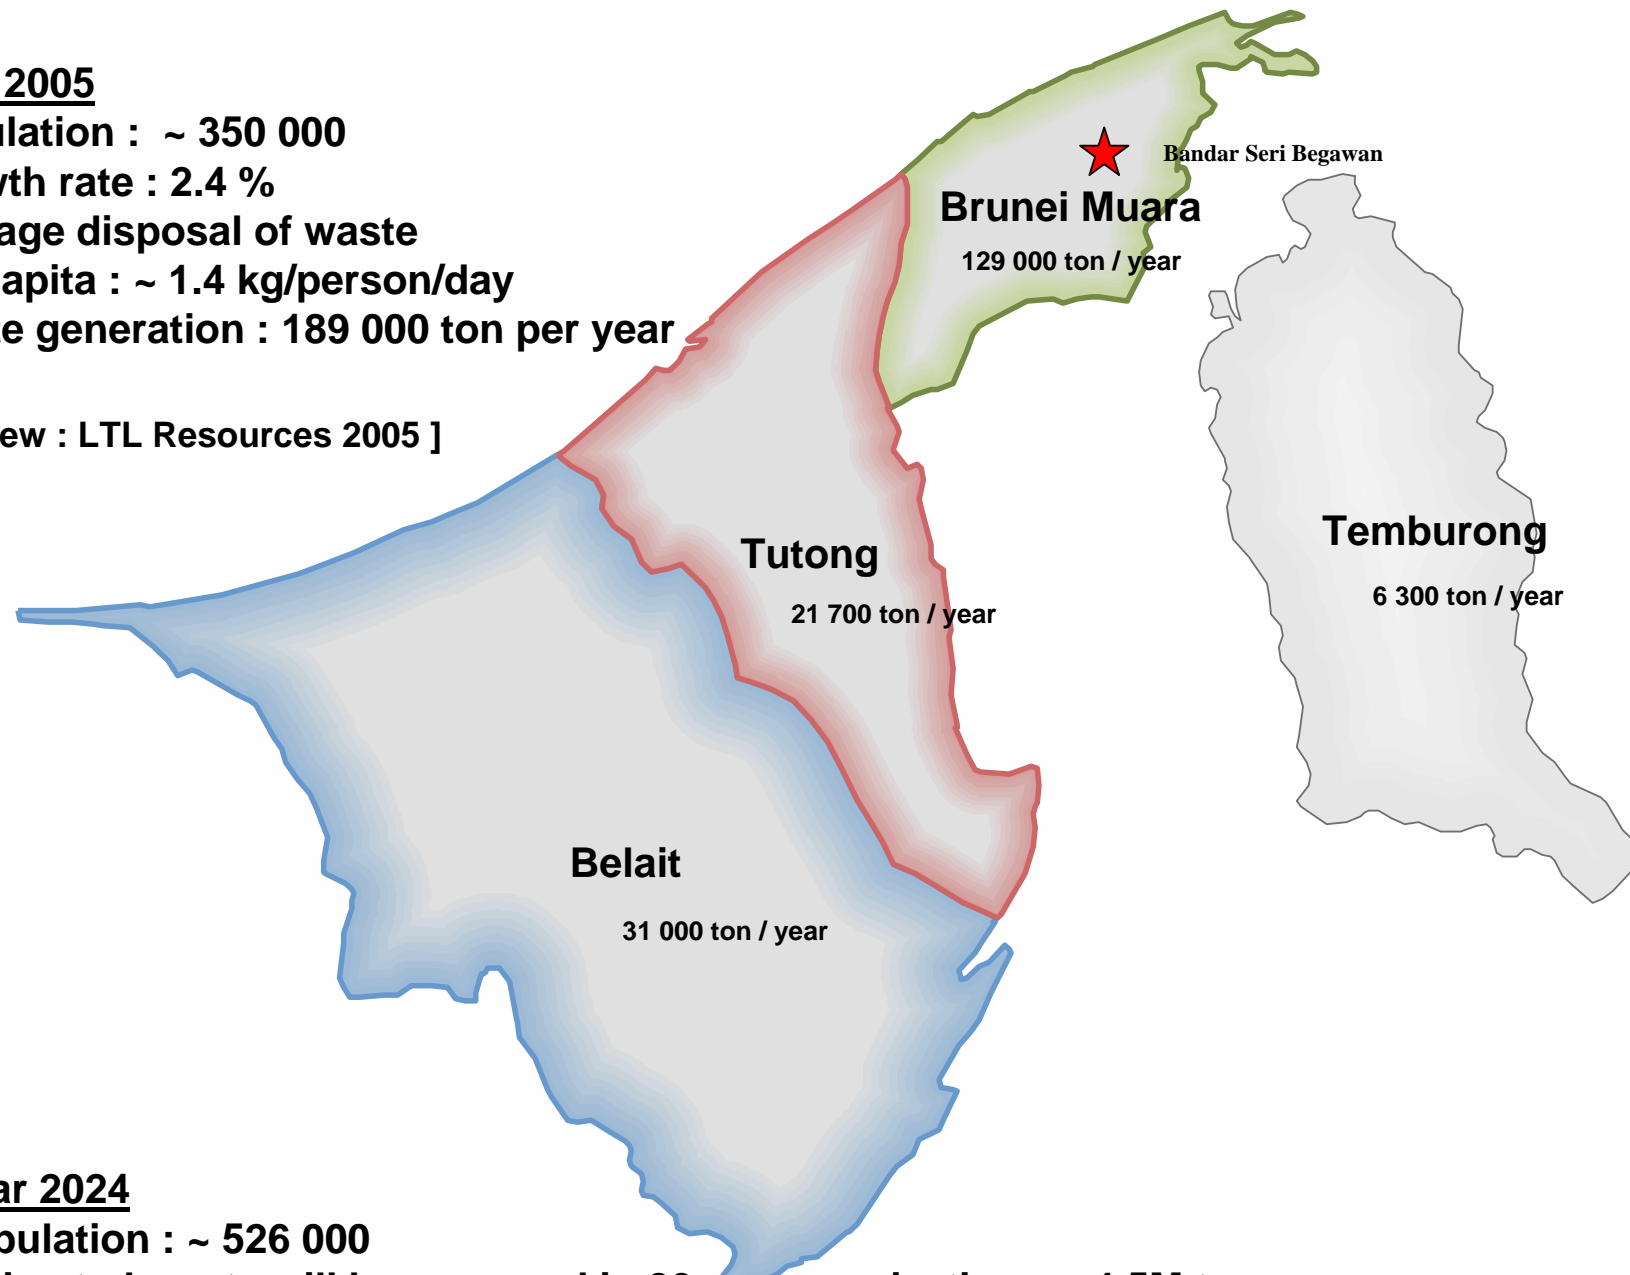 2005
ulation : ~ 350 000
wth rate : 2.4 %
age disposal of waste
apita : ~ 1.4 kg/person/day
te generation : 189 000 ton per year
ew : LTL Resources 2005 ]
Bandar Seri Begawan
Brunei Muara
129 000 ton / year
Temburong
6 300 ton / year
Tutong
21 700 ton / year
Belait
31 000 ton / year
ar 2024
pulation : ~ 526 000